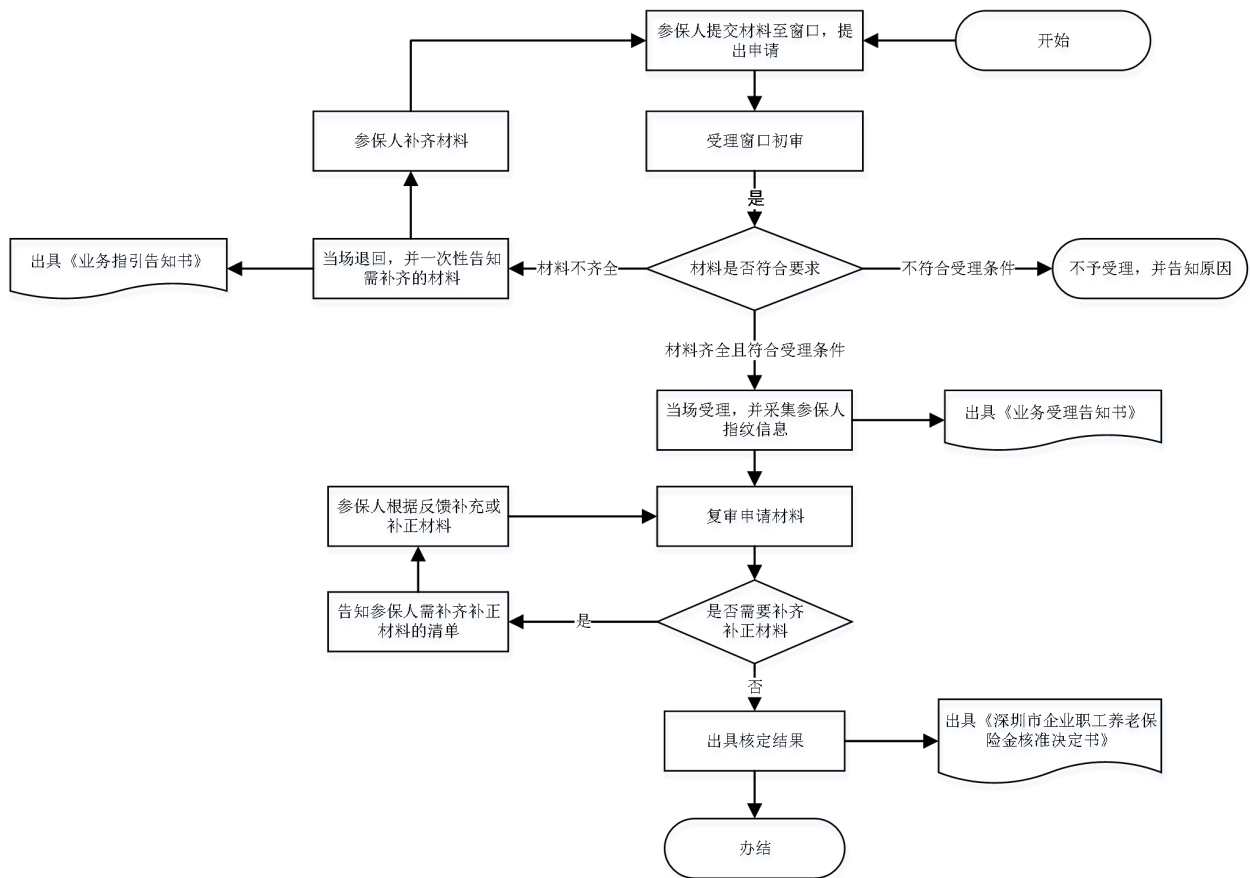 参保人提交材料至窗口，提
出申请
开始
参保人补齐材料
受理窗口初审
是
出具《业务指引告知书》
当场退回，并一次性告知
需补齐的材料
材料不齐全
材料是否符合要求
不符合受理条件
不予受理，并告知原因
材料齐全且符合受理条件
当场受理，并采集参保人
指纹信息
出具《业务受理告知书》
参保人根据反馈补充或
补正材料
复审申请材料
告知参保人需补齐补正
材料的清单
是
是否需要补齐
补正材料
否
出具核定结果
出具《深圳市企业职工养老保
险金核准决定书》
办结